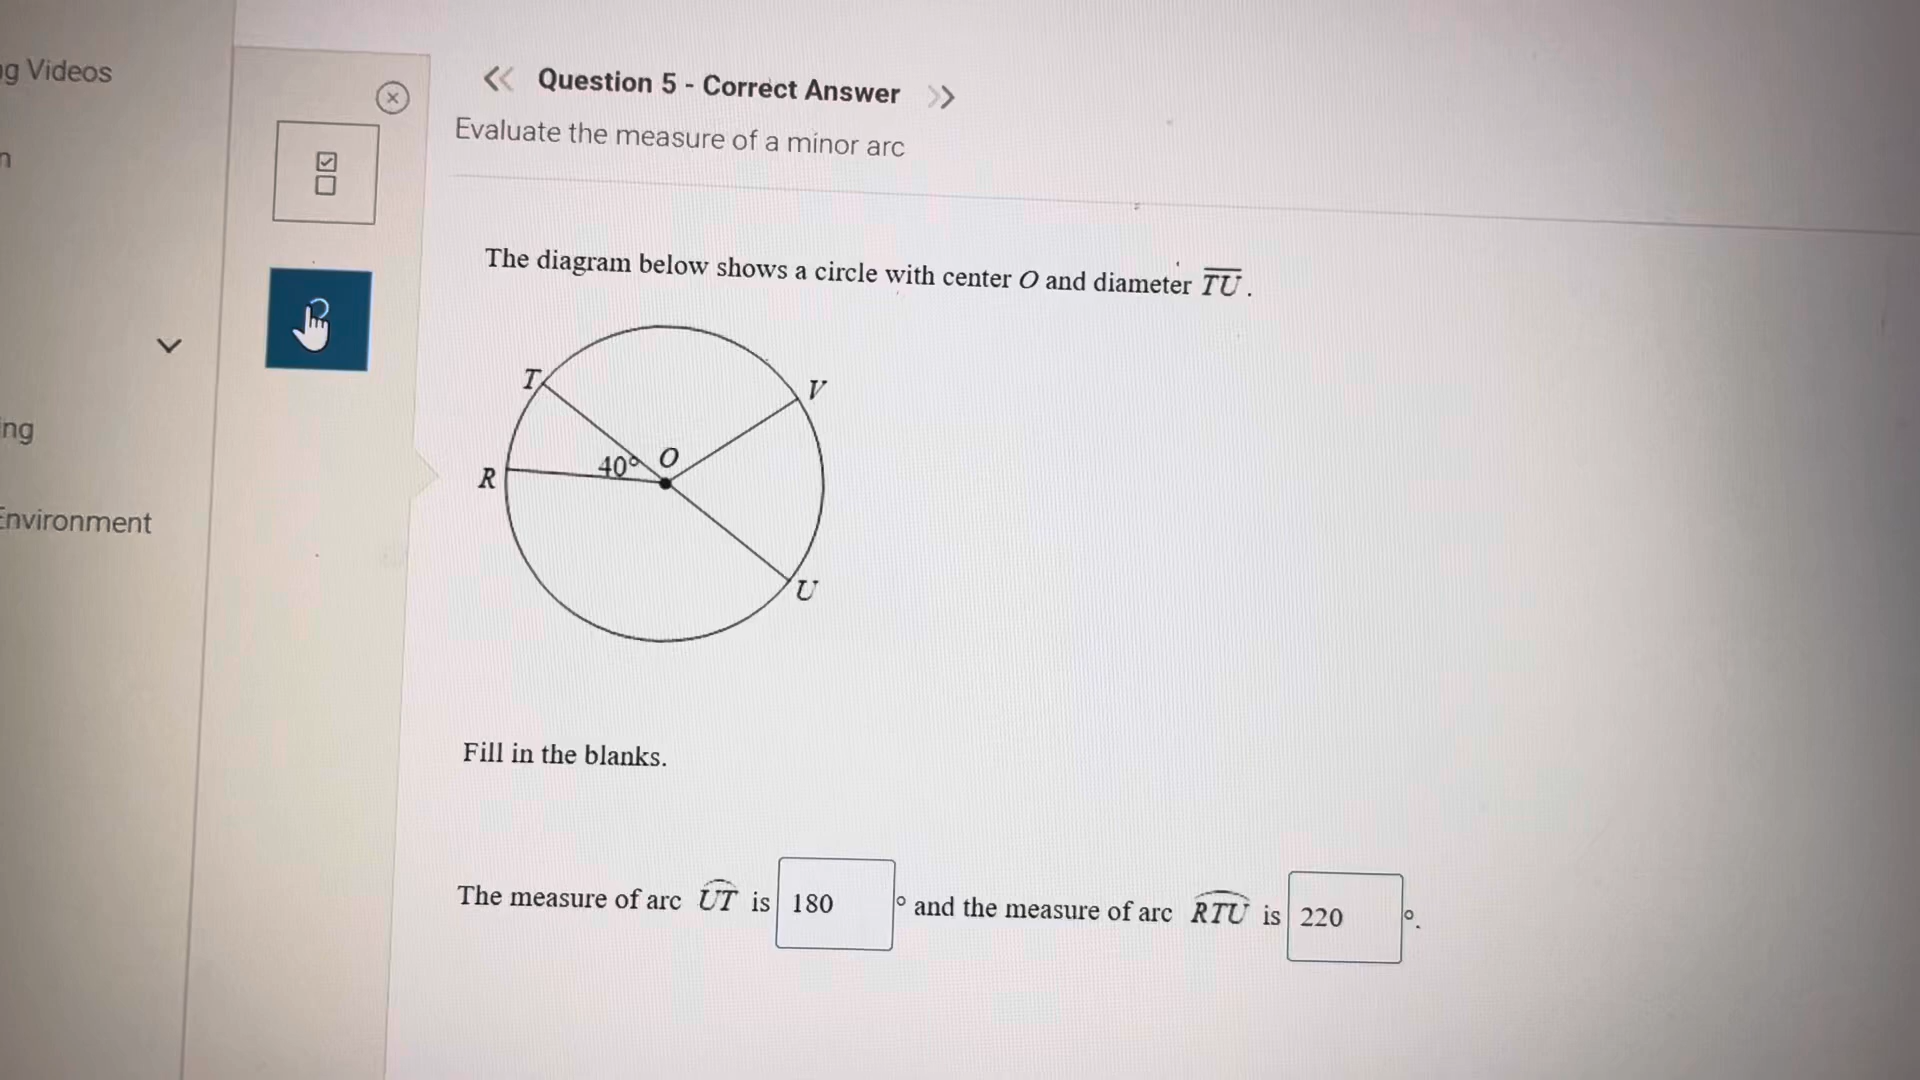 g Videos
Question 5 - Correct Answer
Evaluate the measure of a minor arc
n
The diagram below shows a circle with center O and diameter TU.
T
V
O
40°
R
ing
Environment
U
Fill in the blanks.
The measure of arc UT is 180 ° and the measure of arc RTU is 220 °.